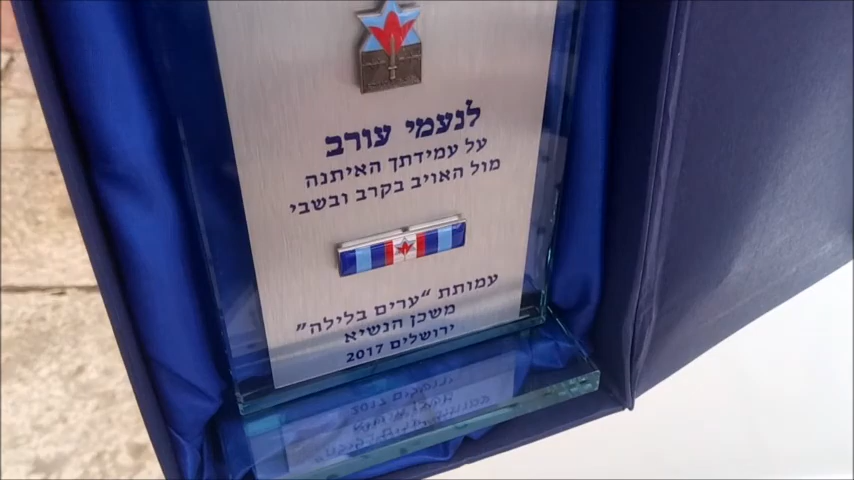 לנעמי עורב
על עמידתך האיתנה
מול האויב בקרב ובשבי
עמותת "ערים בלילה"
משכן הנשיא
ירושלים 2017